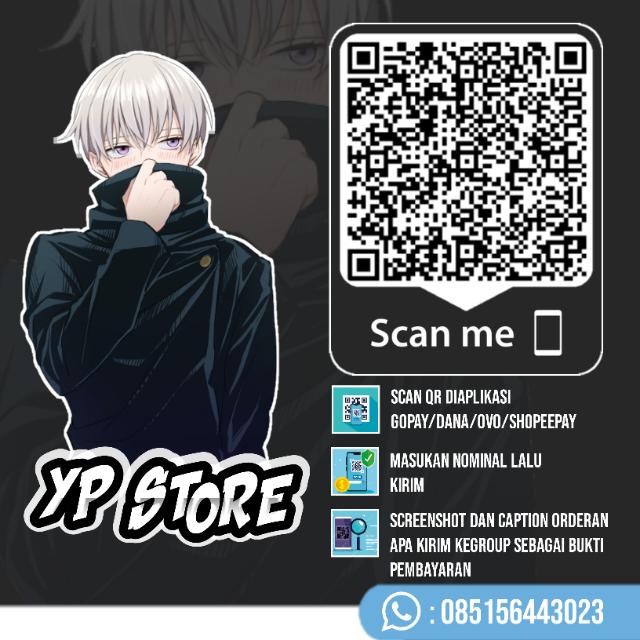 Scan me
SCAN QR DIAPLIKASI
GOPAY/DANA/OVO/SHOPEEPAY
MASUKAN NOMINAL LALU
KIRIM
SCREENSHOT DAN CAPTION ORDERAN
APA KIRIM KEGROUP SEBAGAI BUKTI
PEMBAYARAN
YP STORE
: 085156443023